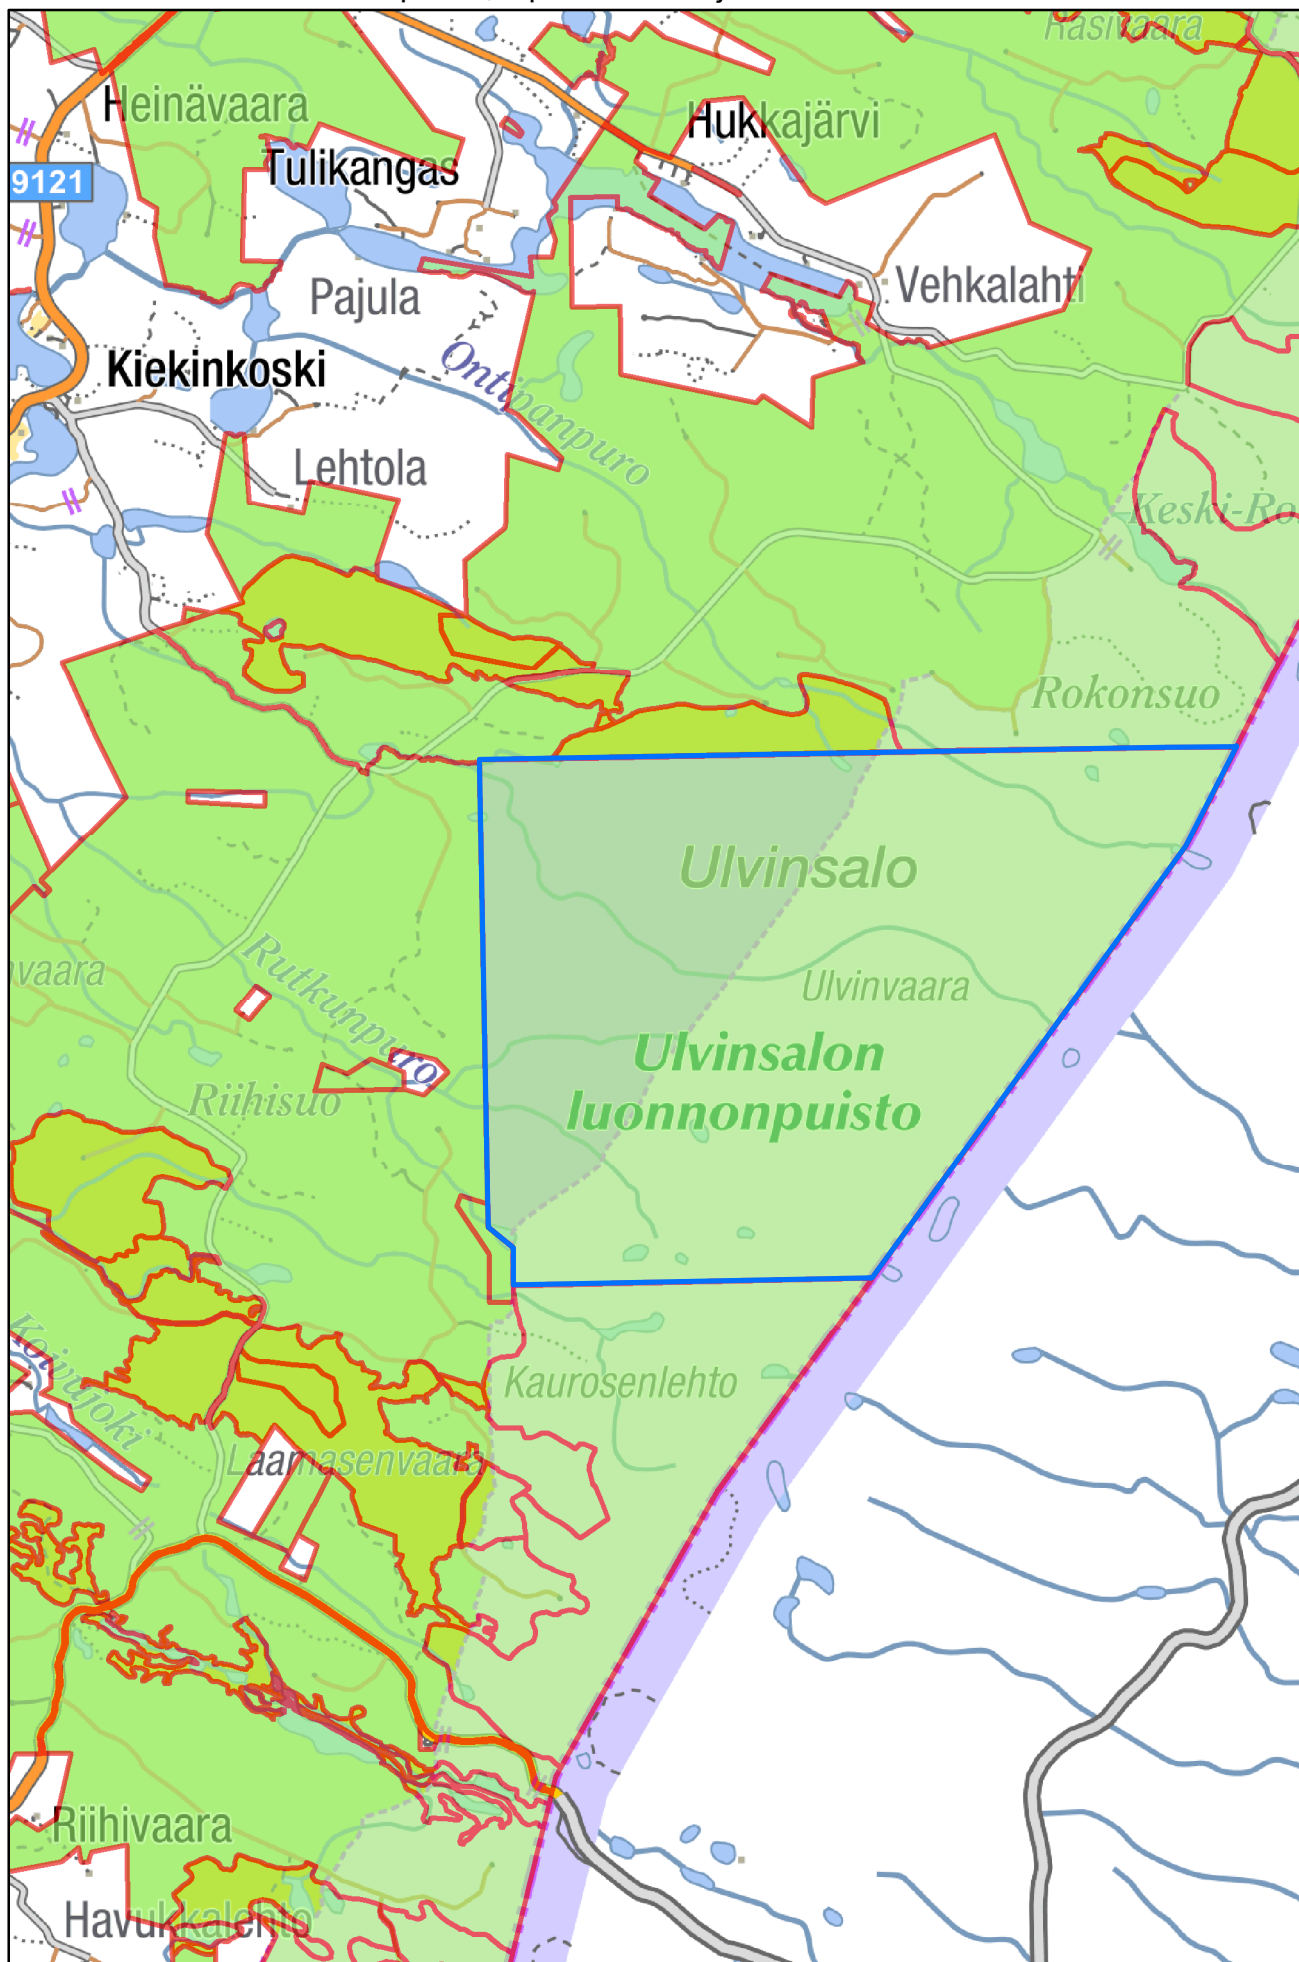 Rasivaara
Heinävaara
Hukkajärvi
Tulikangas
9121
Vehkalahti
Pajula
Kiekinkoski
Ontipanpuro
Lehtola
Keski-Ro
Rokonsuo
Ulvinsalo
Rutkunpuro
vaara
Ulvinvaara
Ulvinsalon
luonnonpuisto
Riihisuo
Koivujoki
Kaurosenlehto
Laamasenvaara
Riihivaara
Havukkalehto